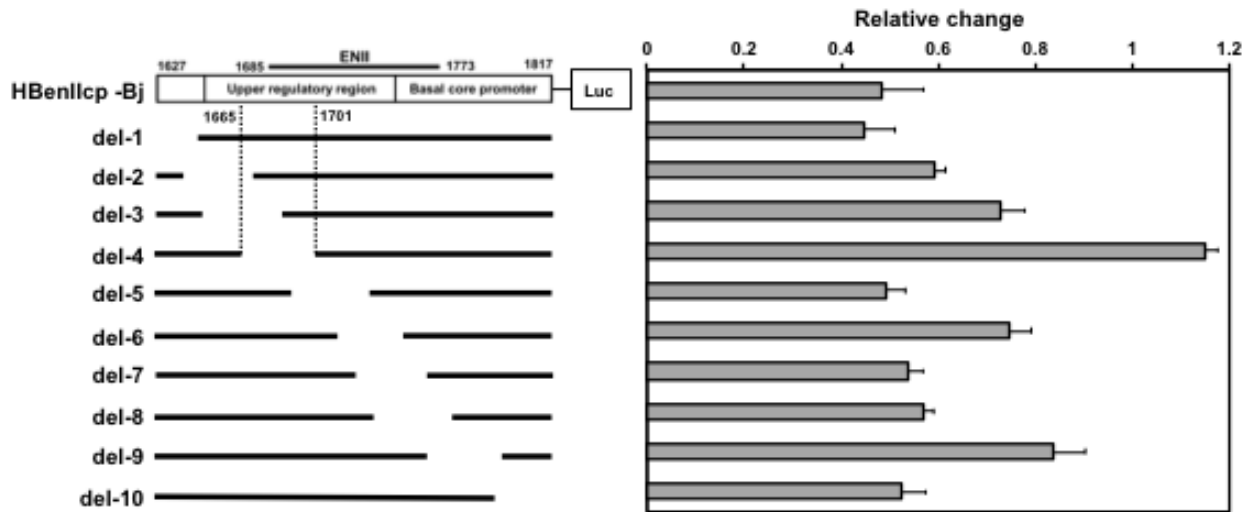 Relative change
0 0.2 0.4 0.6 0.8 1 1.2
ENII
1627 1685 1773 1817
HBenIIcp -Bj Upper regulatory region Basal core promoter Luc
1665 1701
del-1
del-2
del-3
del-4
del-5
del-6
del-7
del-8
del-9
del-10